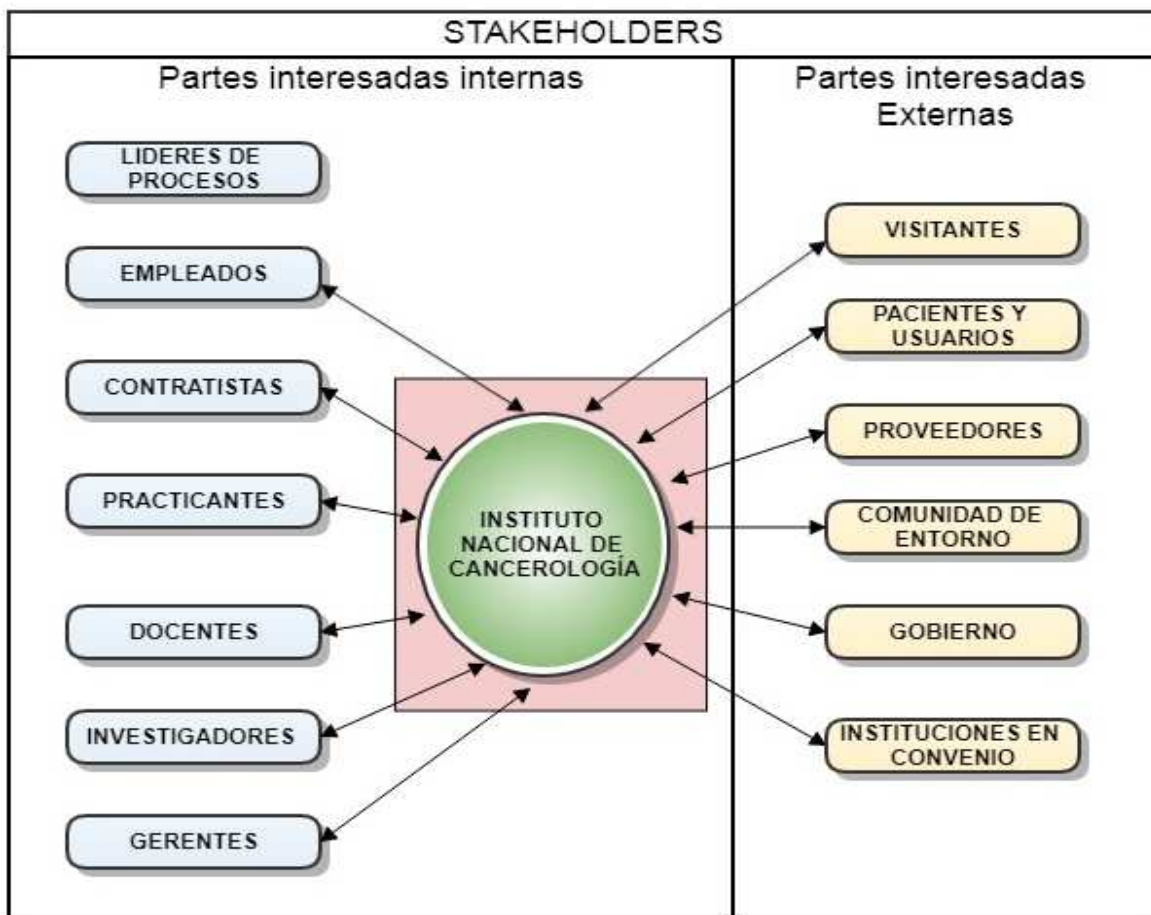 STAKEHOLDERS
Partes interesadas internas
LIDERES DE
PROCESOS
EMPLEADOS
CONTRATISTAS
PRACTICANTES
DOCENTES
INVESTIGADORES
GERENTES
INSTITUTO
NACIONAL DE
CANCEROLOGÍA
Partes interesadas
Externas
VISITANTES
PACIENTES Y
USUARIOS
PROVEEDORES
COMUNIDAD DE
ENTORNO
GOBIERNO
INSTITUCIONES EN
CONVENIO